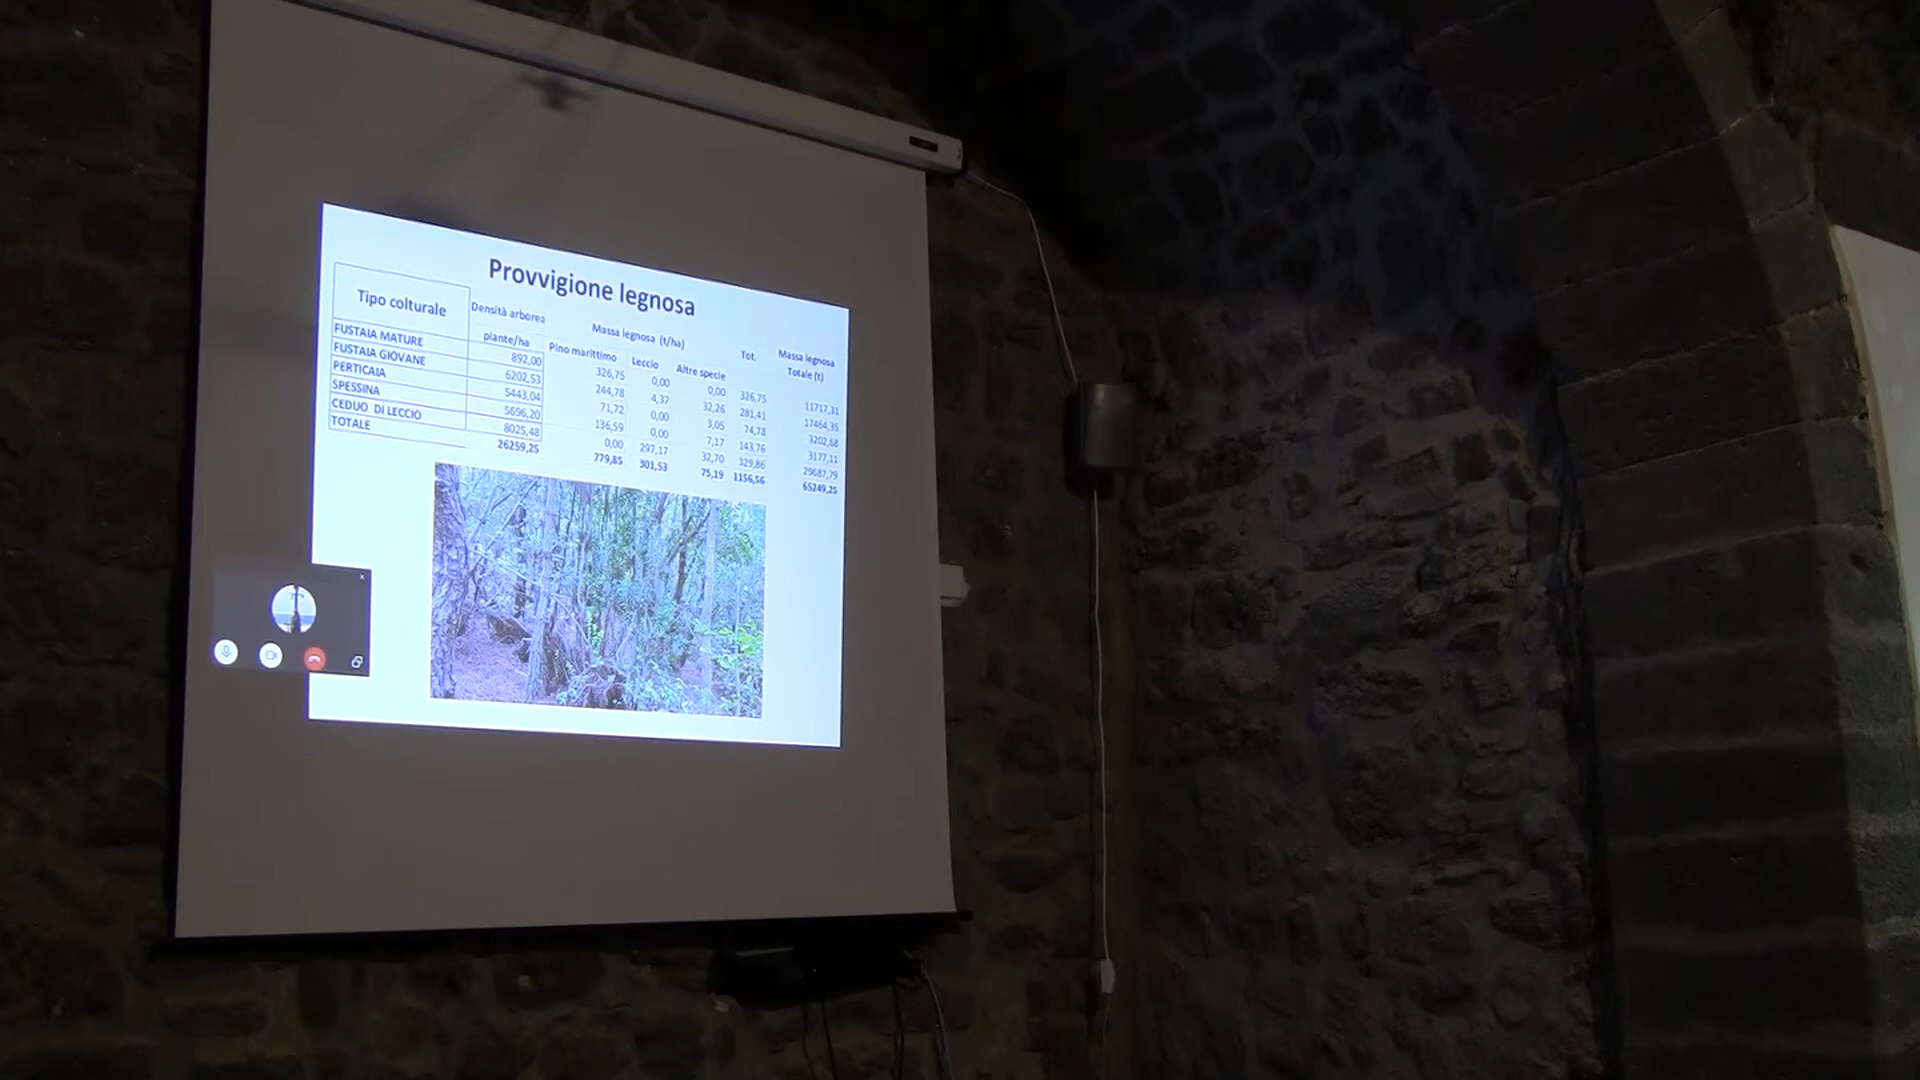 Provvigione legnosa
Tipo colturale Densità arborea Massa legnosa (t/ha) Tot. Massa legnosa
piante/ha Pino marittimo Leccio Altre specie Totale (t)
FUSTAIA MATURE 892,00 326,75 0,00 0,00 326,75 11717,31
FUSTAIA GIOVANE 6202,53 244,78 4,37 32,26 281,41 17464,35
PERTICAIA 5443,04 71,72 0,00 3,05 74,78 3202,68
SPESSINA 5696,20 136,59 0,00 7,17 143,76 3177,11
CEDUO DI LECCIO 8025,48 0,00 297,17 32,70 329,86 29687,79
TOTALE 26259,25 779,85 301,53 75,19 1156,56 65249,25